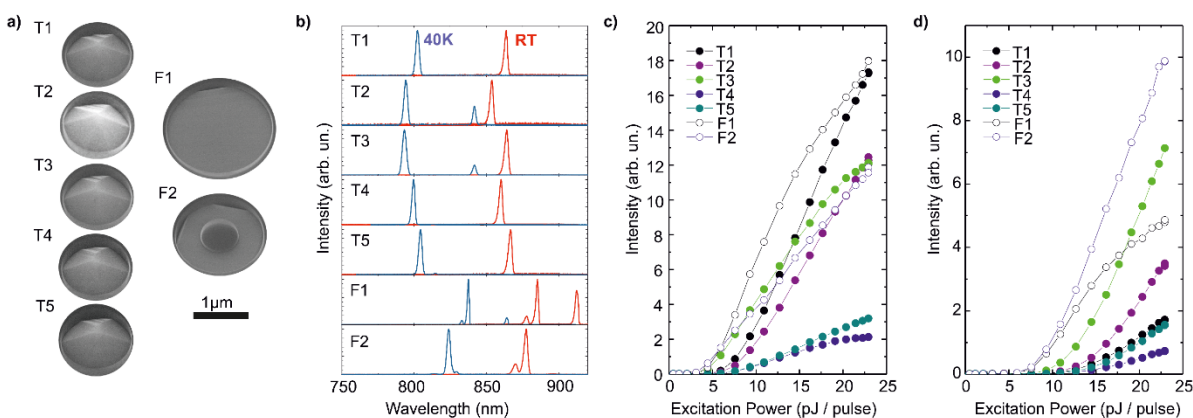 a)
T1
T2
T3
T4
T5
F1
F2
1μm
b)
T1
40K
RT
T2
T3
T4
T5
F1
F2
Intensity (arb. un.)
750
800
850
900
Wavelength (nm)
c)
20
18
16
14
12
10
8
6
4
2
0
Intensity (arb. un.)
T1
T2
T3
T4
T5
F1
F2
0
5
10
15
20
25
Excitation Power (pJ / pulse)
d)
10
8
6
4
2
0
Intensity (arb. un.)
T1
T2
T3
T4
T5
F1
F2
0
5
10
15
20
25
Excitation Power (pJ / pulse)